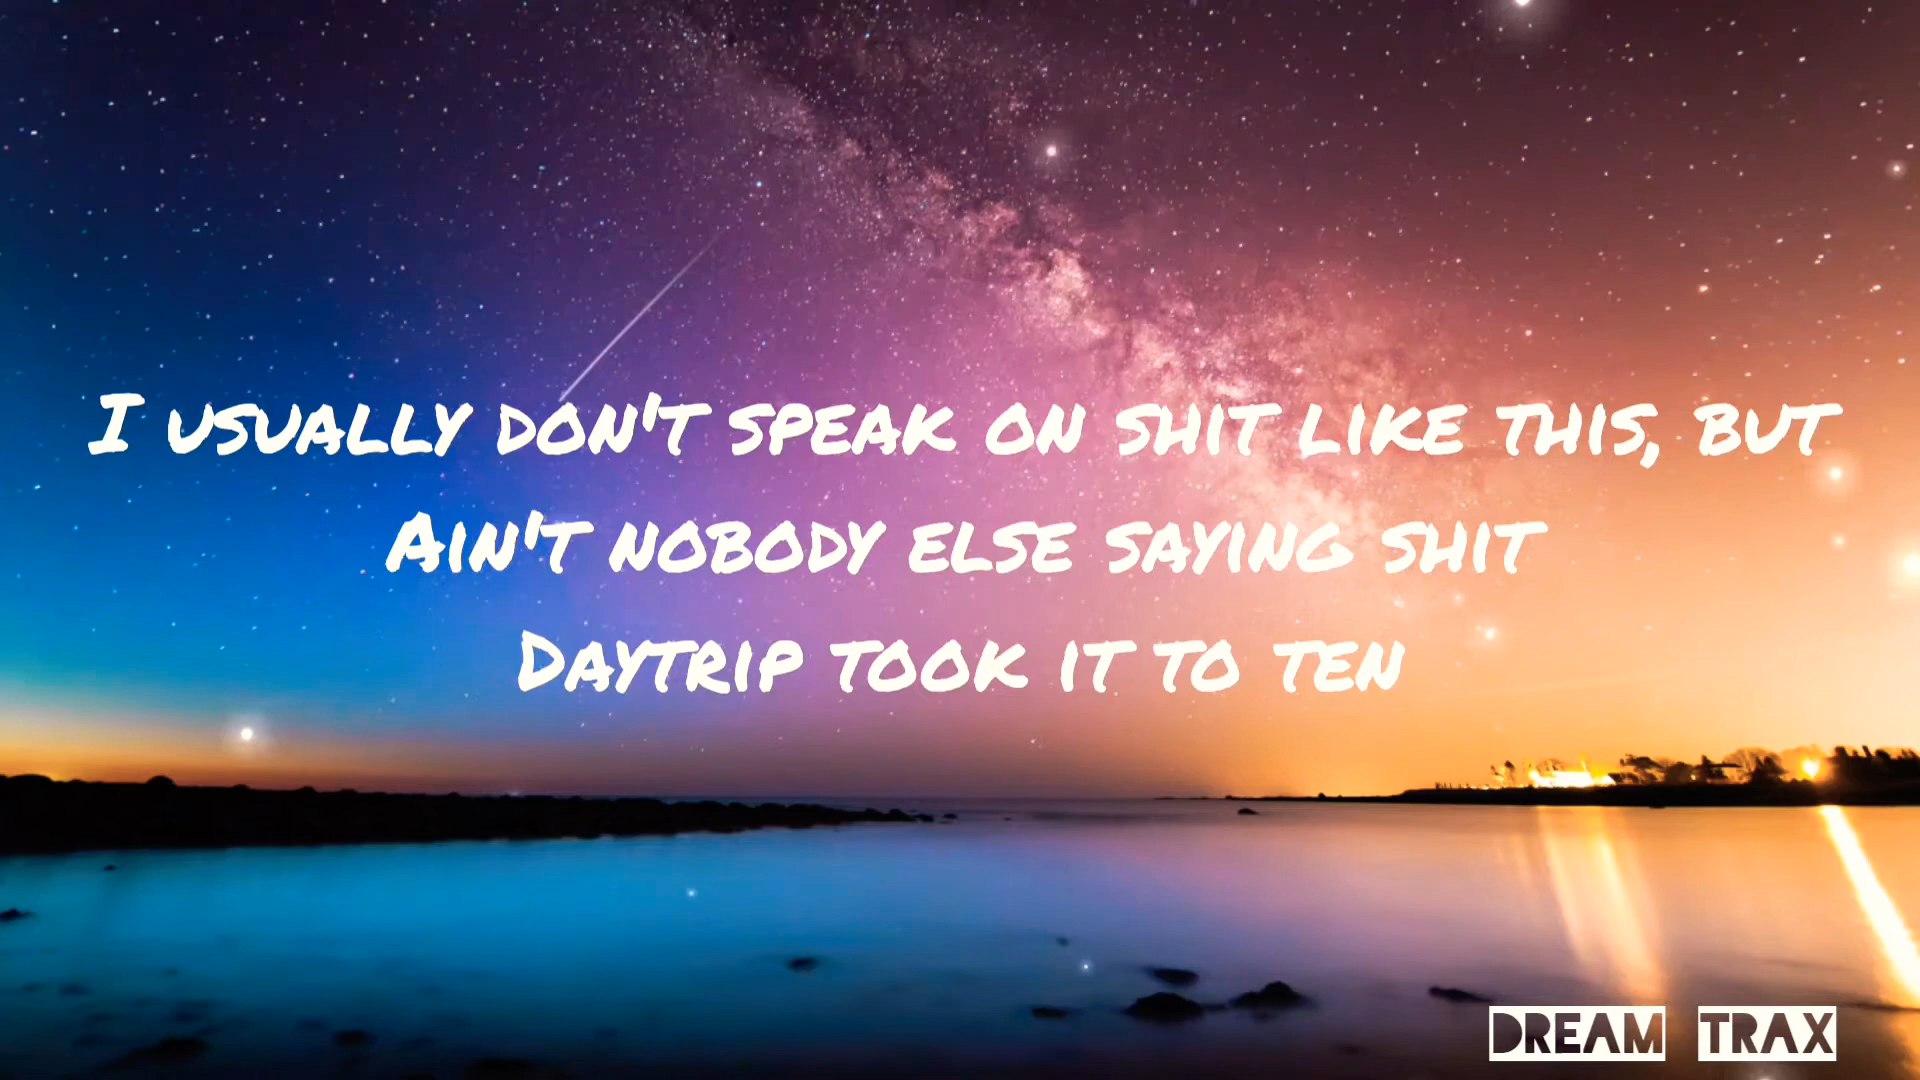 I usually don't speak on shit like this, but
Ain't nobody else saying shit
Daytrip took it to ten
DREAM TRAX